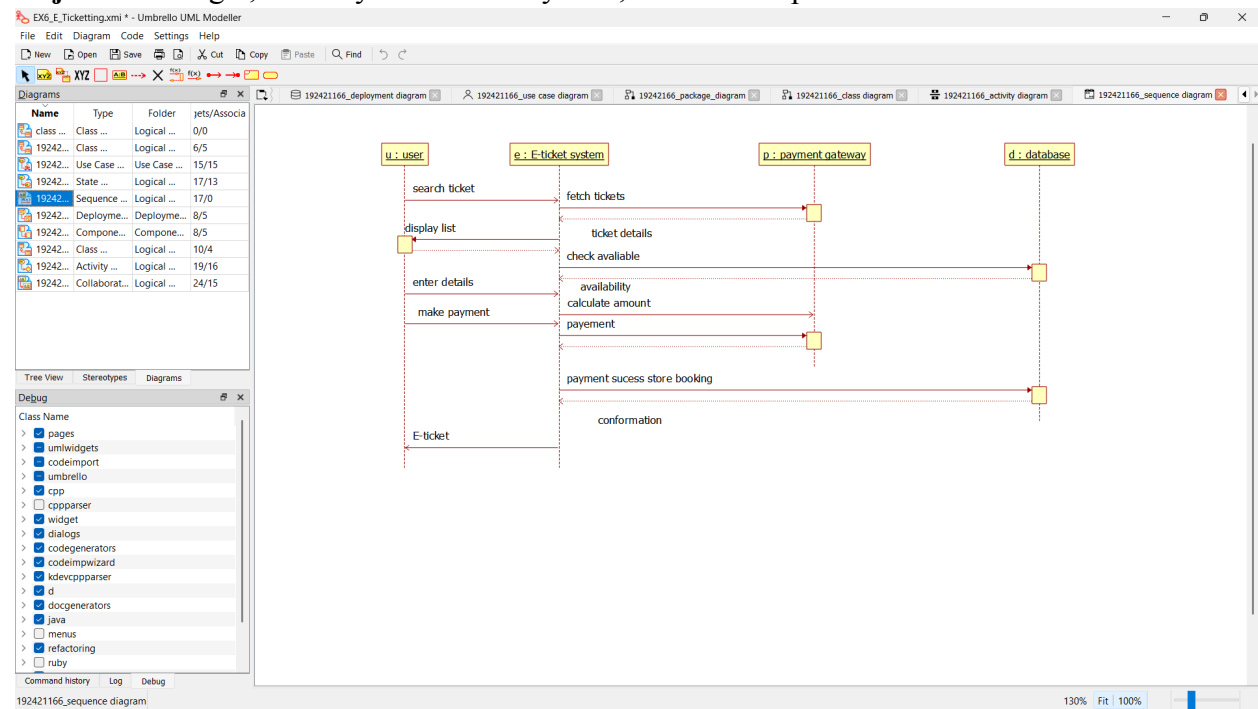 EX6_E_Ticketting.xmi * - Umbrello UML Modeller
File Edit Diagram Code Settings Help
New Open Save Cut Copy Paste Find
XYZ XYZ A:B f(x) f(x)
Diagrams
192421166_deployment diagram 192421166_use case diagram 19242166_package_diagram 192421166_dass diagram 192421166_activity diagram 192421166_sequence diagram
Name Type Folder jets/Associa
class ... Class ... Logical ... 0/0
19242... Class ... Logical ... 6/5
19242... Use Case ... Use Case ... 15/15
19242... State ... Logical ... 17/13
19242... Sequence ... Logical ... 17/0
19242... Deployme... Deployme... 8/5
19242... Compone... Compone... 8/5
19242... Class ... Logical ... 10/4
19242... Activity ... Logical ... 19/16
19242... Collaborat... Logical ... 24/15
Tree View Stereotypes Diagrams
Debug
Class Name
pages
umlwidgets
codeimport
umbrello
cpp
cppparser
widget
dialogs
codegenerators
codeimpwizard
kdevcppparser
d
docgenerators
java
menus
refactoring
ruby
Command history Log Debug
u : user e : E-ticket system p : payment gateway d : database
search ticket
fetch tickets
display list
ticket details
check avaliable
enter details
availability
calculate amount
make payment
payement
payment sucess store booking
conformation
E-ticket
192421166_sequence diagram 130% Fit 100%